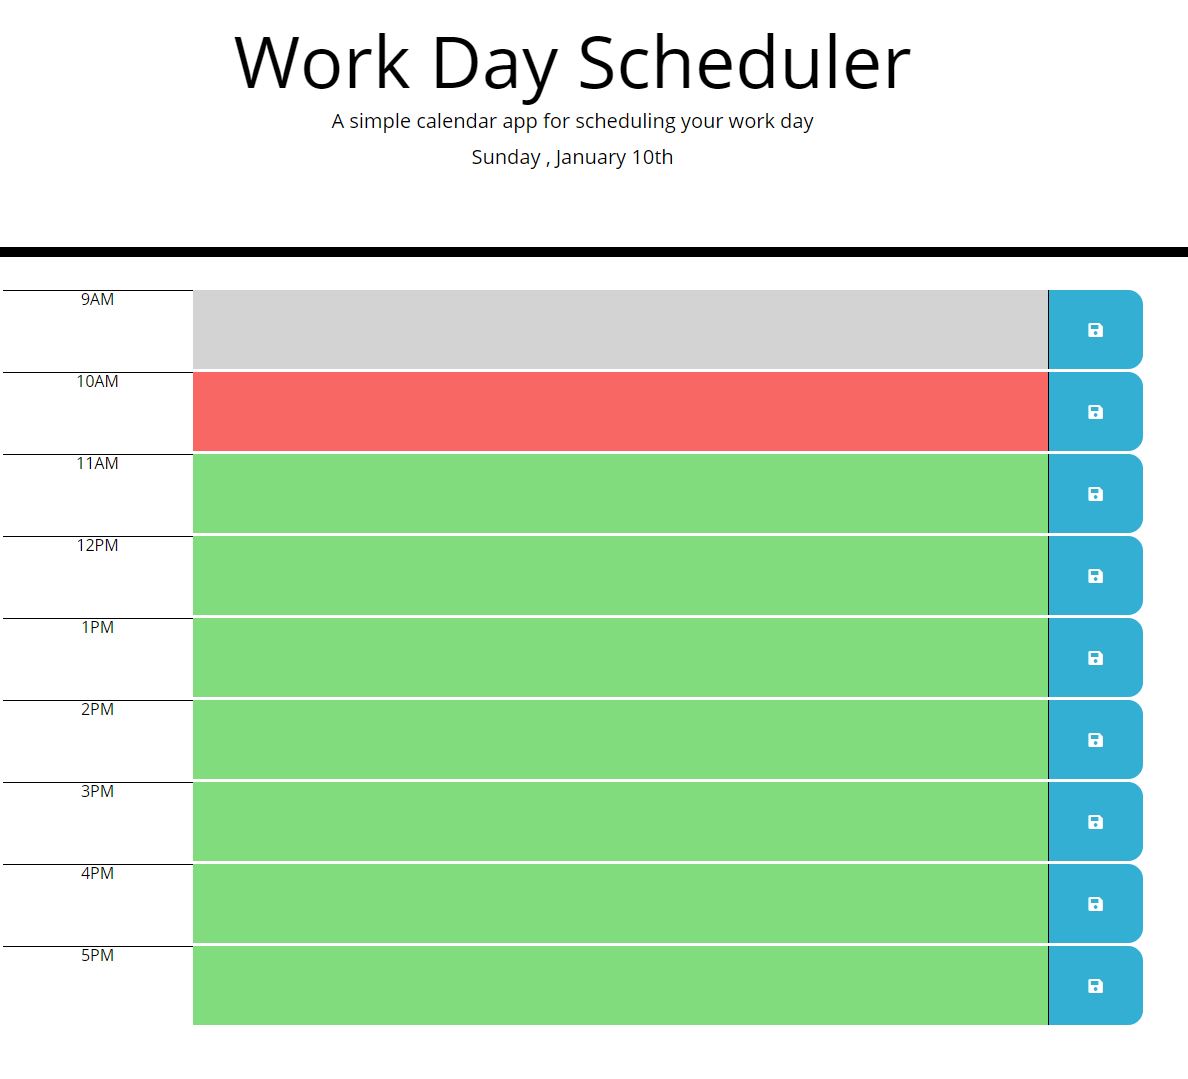 Work Day Scheduler
A simple calendar app for scheduling your work day
Sunday , January 10th
9AM
10AM
11AM
12PM
1PM
2PM
3PM
4PM
5PM